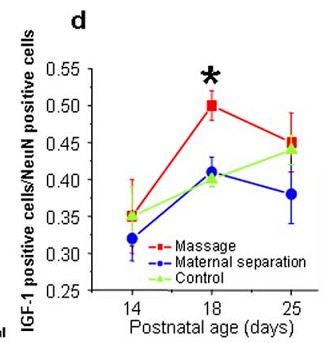 d
IGF-1 positive cells/NeuN positive cells
0.55
0.50
0.45
0.40
0.35
0.30
0.25
*
Massage
Maternal separation
Control
14 18 25
Postnatal age (days)